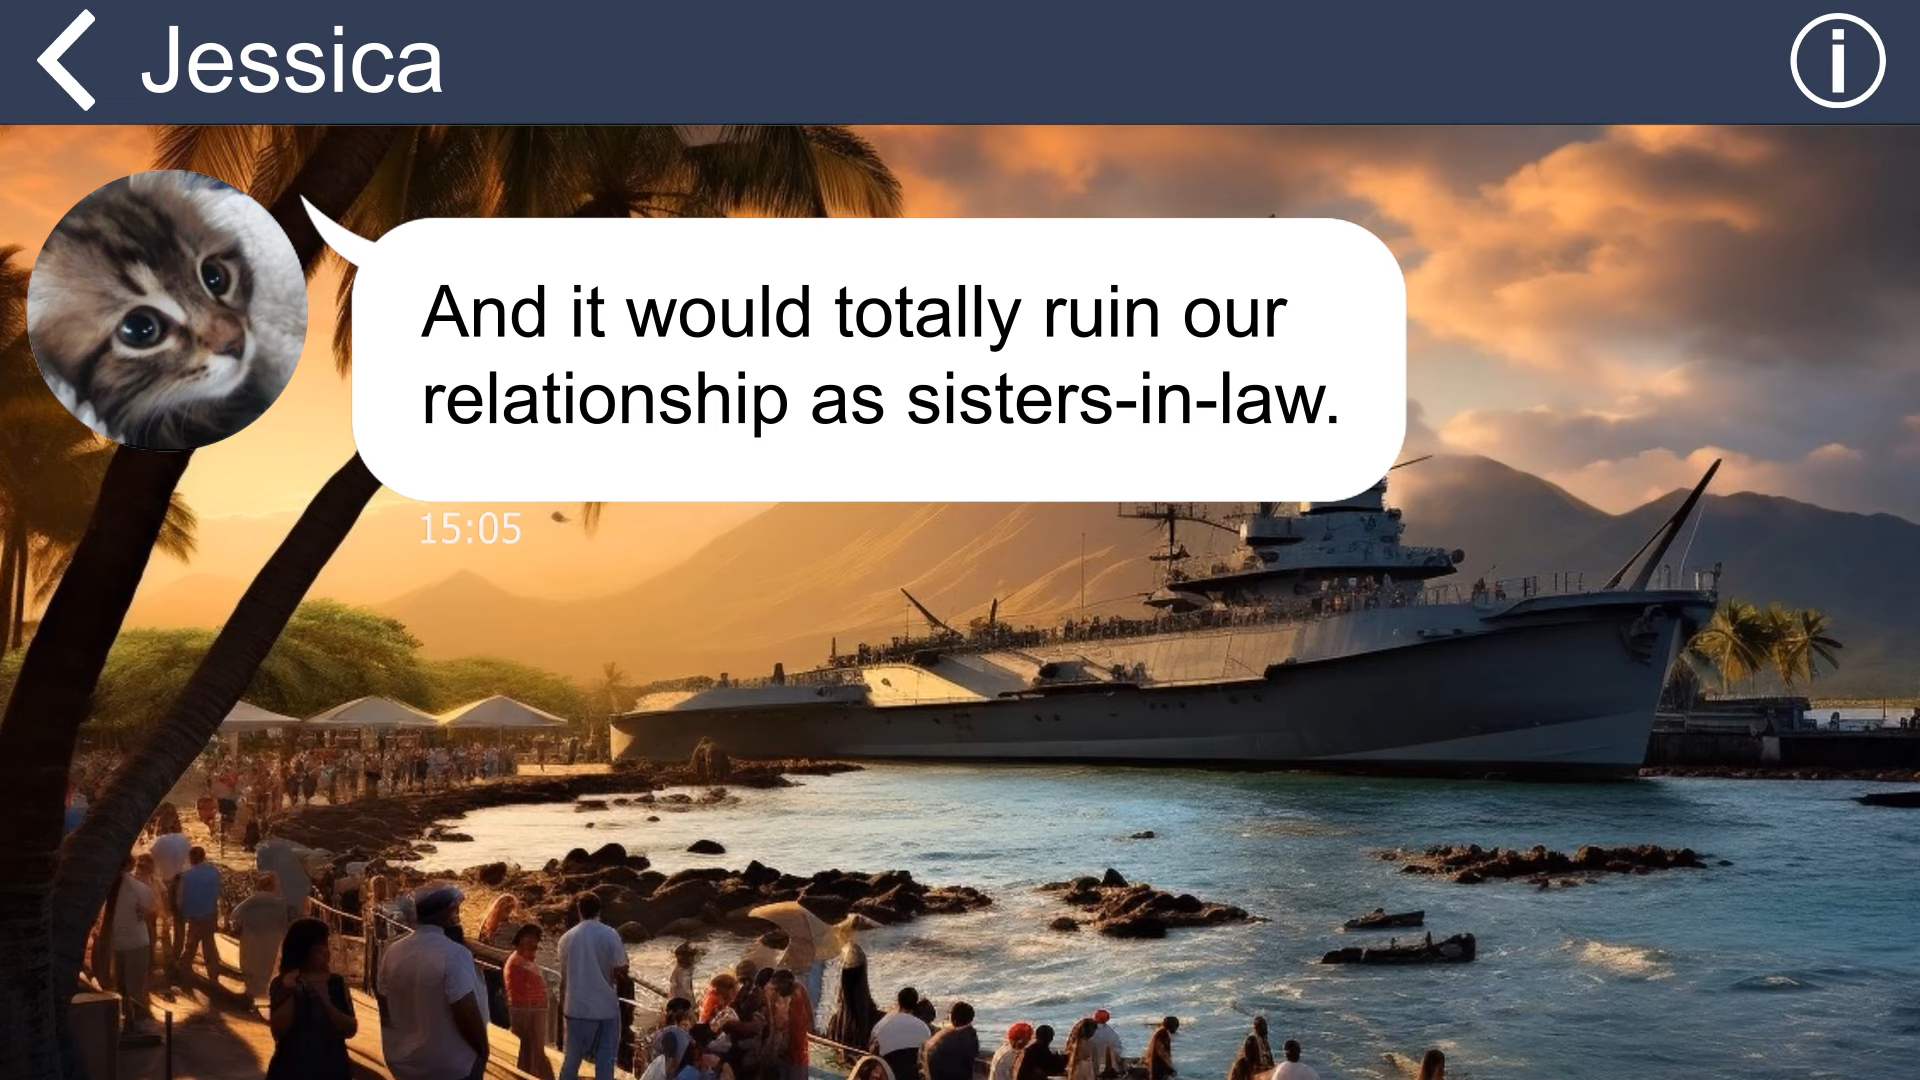 Jessica
And it would totally ruin our
relationship as sisters-in-law.
15:05